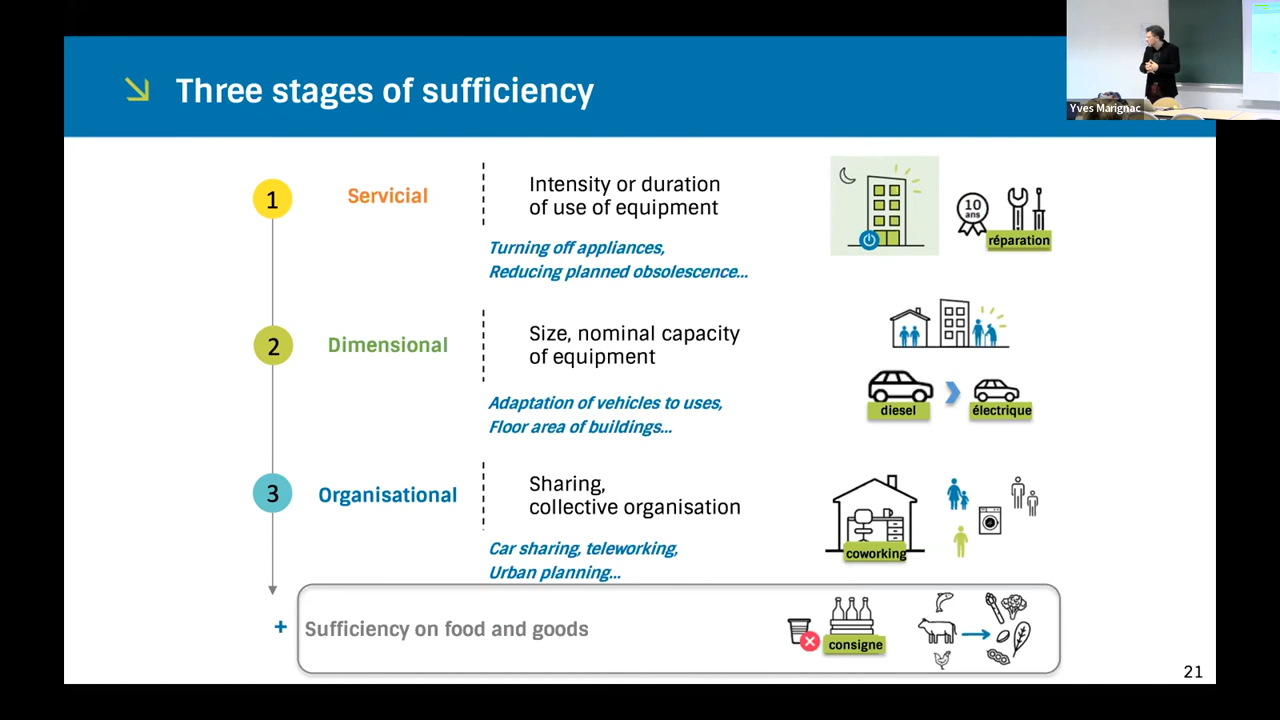 Three stages of sufficiency
Yves Marignac
1
Servicial
Intensity or duration
of use of equipment
Turning off appliances,
Reducing planned obsolescence...
10
ans
réparation
2
Dimensional
Size, nominal capacity
of equipment
Adaptation of vehicles to uses,
Floor area of buildings...
diesel
électrique
3
Organisational
Sharing,
collective organisation
Car sharing, teleworking,
Urban planning...
coworking
+
Sufficiency on food and goods
consigne
21